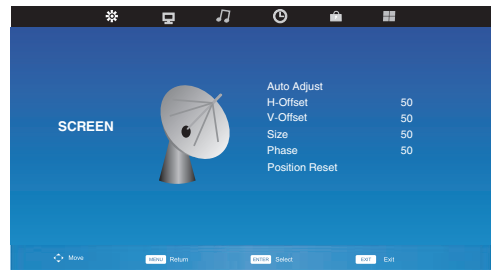 SCREEN
Auto Adjust
H-Offset 50
V-Offset 50
Size 50
Phase 50
Position Reset
Move MENU Return ENTER Select EXIT Exit